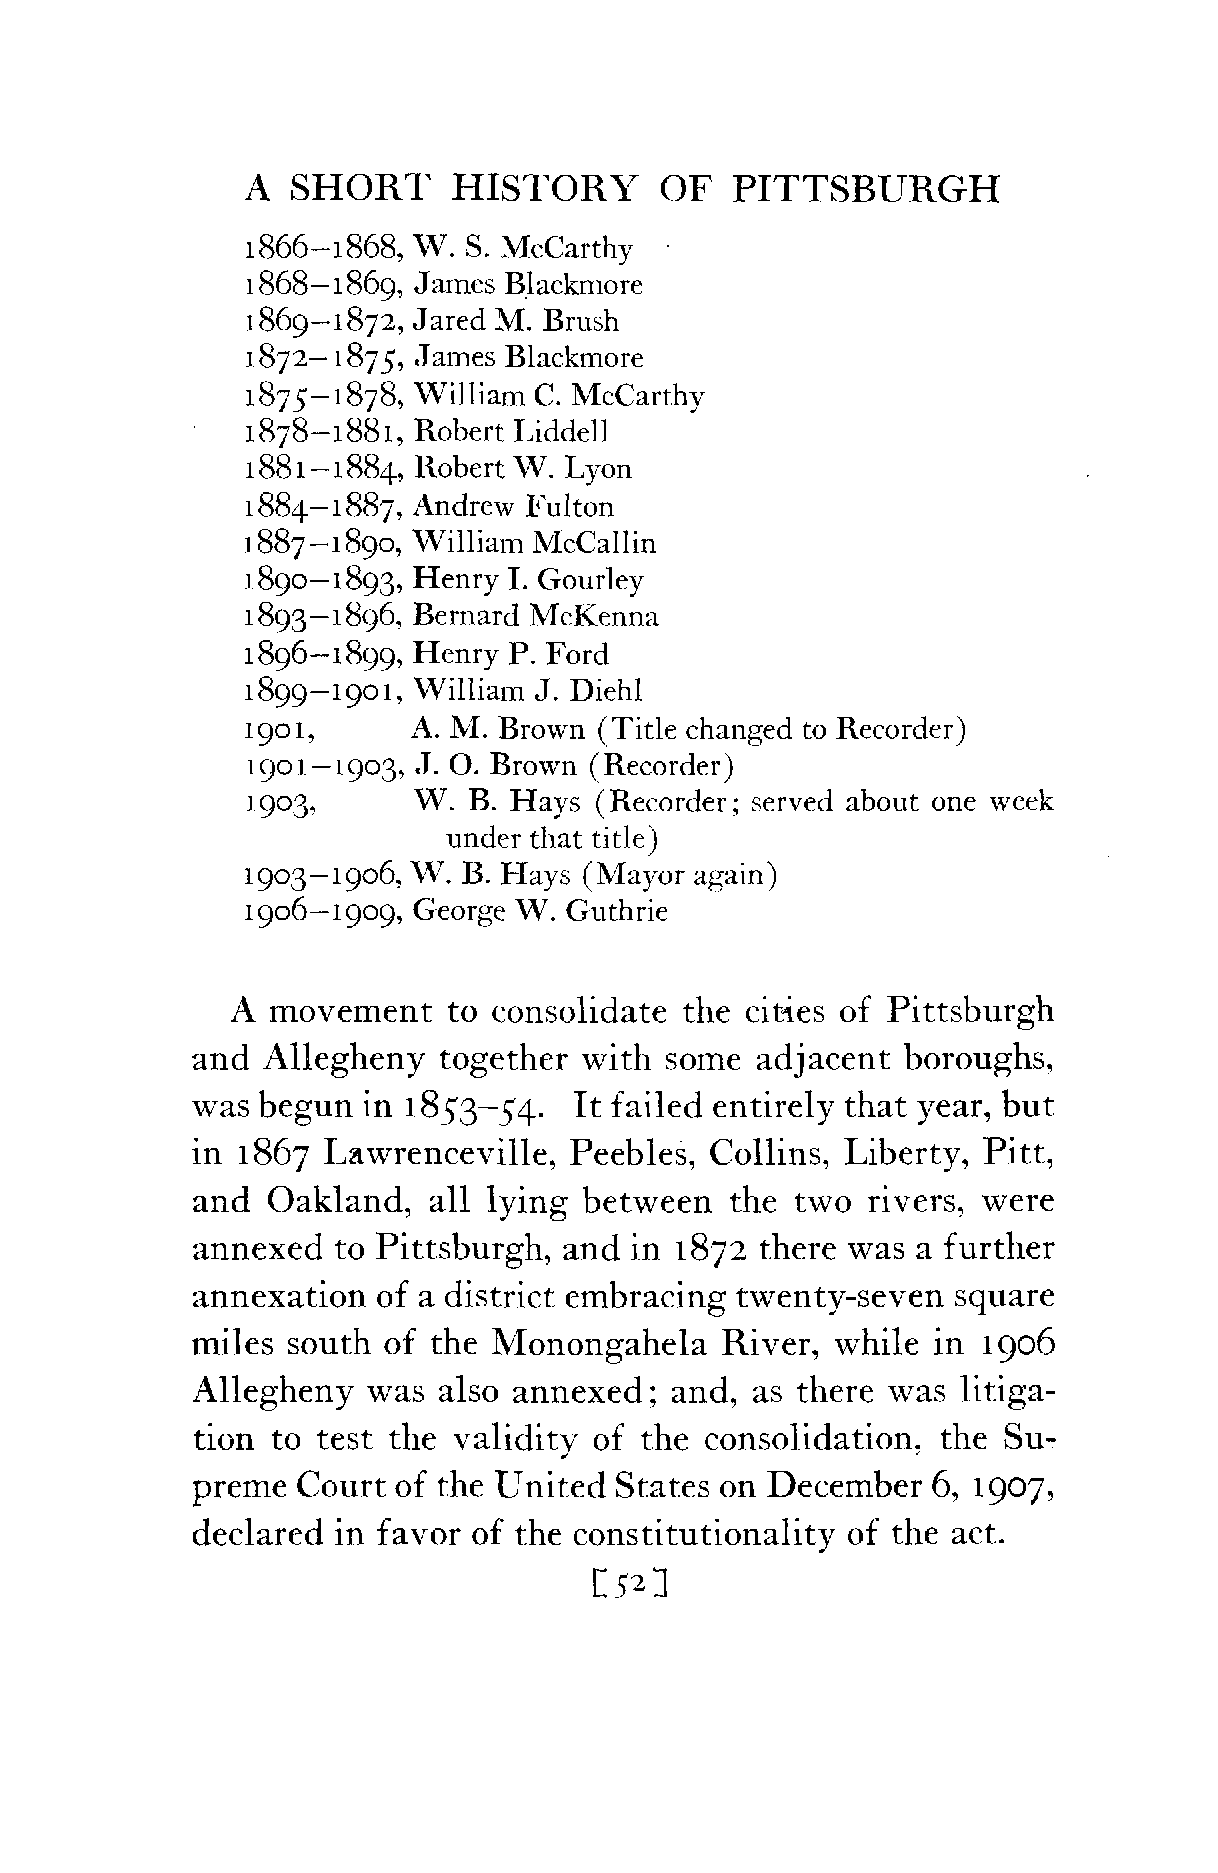 A SHORT HISTORY OF PITTSBURGH
1866–1868, W. S. McCarthy
1868–1869, James Blackmore
1869–1872, Jared M. Brush
1872–1875, James Blackmore
1875–1878, William C. McCarthy
1878–1881, Robert Liddell
1881–1884, Robert W. Lyon
1884–1887, Andrew Fulton
1887–1890, William McCallin
1890–1893, Henry I. Gourley
1893–1896, Bernard McKenna
1896–1899, Henry P. Ford
1899–1901, William J. Diehl
1901, A. M. Brown (Title changed to Recorder)
1901–1903, J. O. Brown (Recorder)
1903, W. B. Hays (Recorder; served about one week
under that title)
1903–1906, W. B. Hays (Mayor again)
1906–1909, George W. Guthrie
A movement to consolidate the cities of Pittsburgh
and Allegheny together with some adjacent boroughs,
was begun in 1853–54. It failed entirely that year, but
in 1867 Lawrenceville, Peebles, Collins, Liberty, Pitt,
and Oakland, all lying between the two rivers, were
annexed to Pittsburgh, and in 1872 there was a further
annexation of a district embracing twenty-seven square
miles south of the Monongahela River, while in 1906
Allegheny was also annexed; and, as there was litiga-
tion to test the validity of the consolidation, the Su-
preme Court of the United States on December 6, 1907,
declared in favor of the constitutionality of the act.
[52]